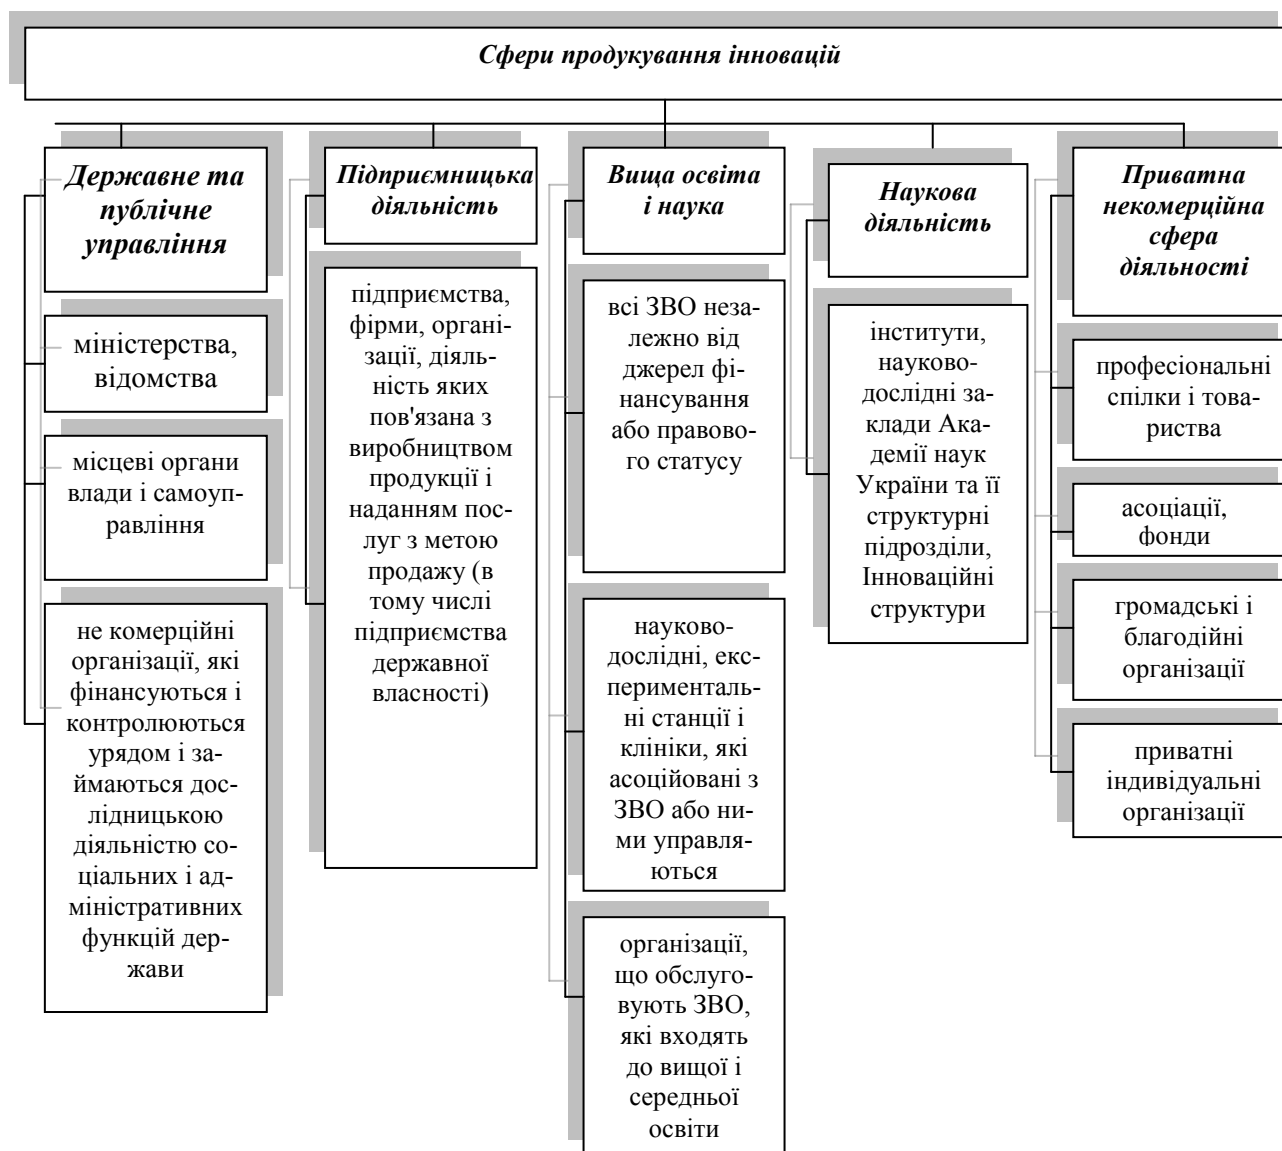 Сфери продукування інновацій
Державне та
публічне
управління
міністерства,
відомства
місцеві органи
влади і самоуп-
равління
не комерційні
організації, які
фінансуються і
контролюються
урядом і за-
ймаються дос-
лідницькою
діяльністю со-
ціальних і ад-
міністративних
функцій дер-
жави
Підприємницька
діяльність
підприємства,
фірми, органі-
зації, діяль-
ність яких
пов'язана з
виробництвом
продукції і
наданням пос-
луг з метою
продажу (в
тому числі
підприємства
державної
власності)
Вища освіта
і наука
всі ЗВО неза-
лежно від
джерел фі-
нансування
або правово-
го статусу
науково-
дослідні, екс-
перименталь-
ні станції і
клініки, які
асоційовані з
ЗВО або ни-
ми управля-
ються
організації,
що обслуго-
вують ЗВО,
які входять
до вищої і
середньої
освіти
Наукова
діяльність
інститути,
науково-
дослідні за-
клади Ака-
демії наук
України та її
структурні
підрозділи,
Інноваційні
структури
Приватна
некомерційна
сфера
діяльності
професіональні
спілки і това-
риства
асоціації,
фонди
громадські і
благодійні
організації
приватні
індивідуальні
організації